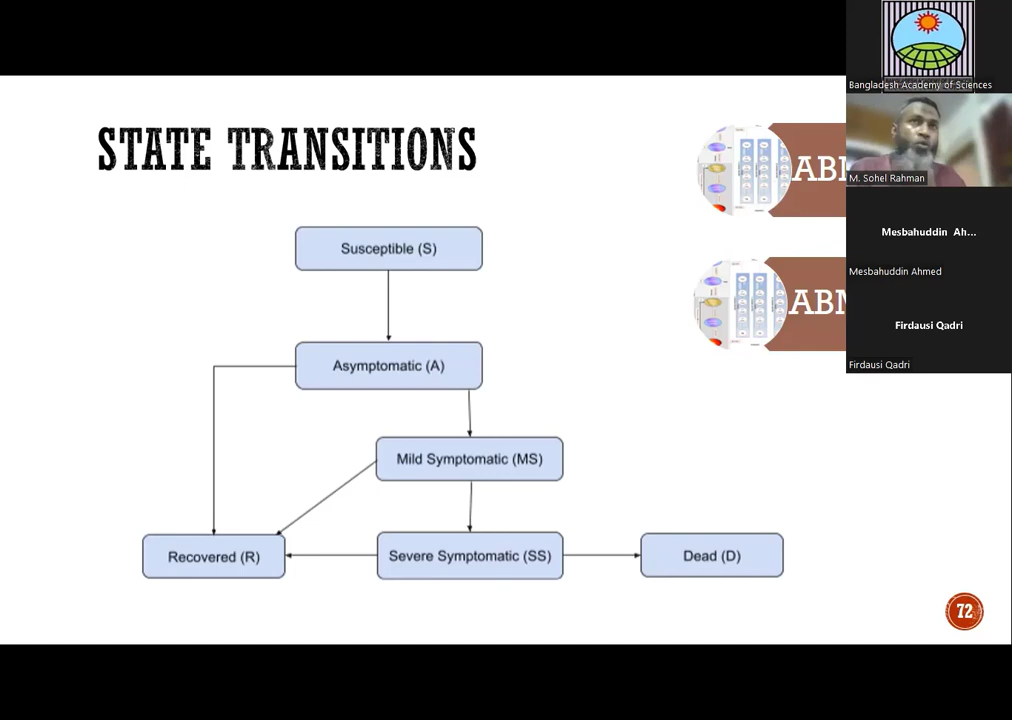 STATE TRANSITIONS
Susceptible (S)
Asymptomatic (A)
Mild Symptomatic (MS)
Recovered (R)
Severe Symptomatic (SS)
Dead (D)
72
Bangladesh Academy of Sciences
M. Sohel Rahman
Mesbahuddin Ah...
Mesbahuddin Ahmed
Firdausi Qadri
Firdausi Qadri